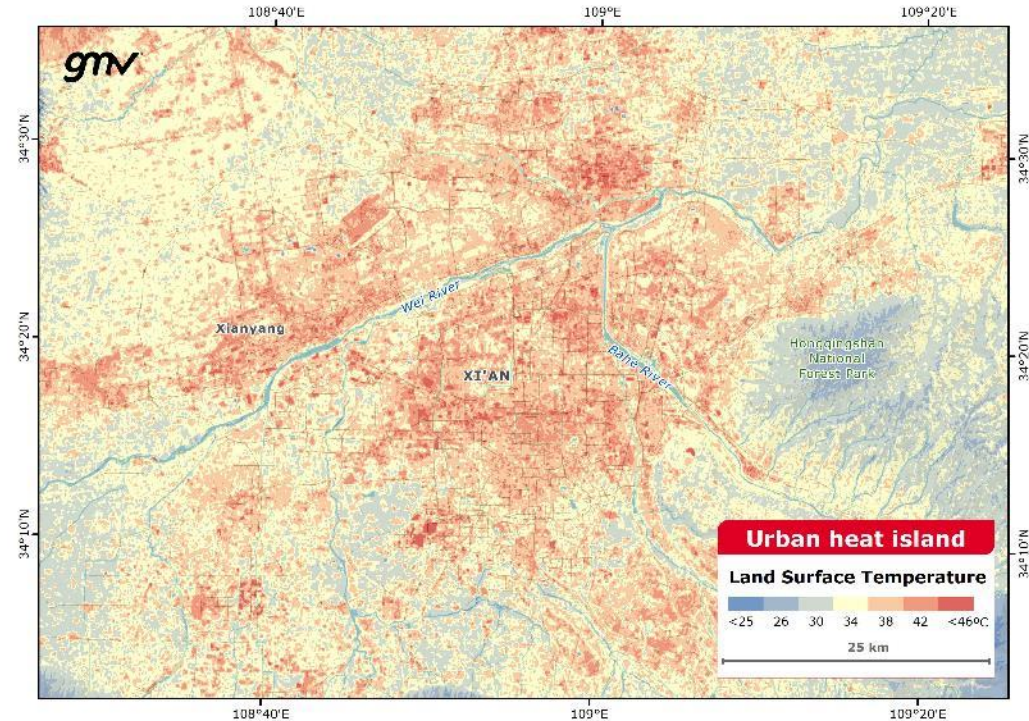 108°40'E 109°E 109°20'E
gmv
34°30'N 34°30'N
Wei River
Xianyang
34°20'N 34°20'N
Bahe River
Hongqingshan
National
Forest Park
XI'AN
34°10'N 34°10'N
Urban heat island
Land Surface Temperature
<25 26 30 34 38 42 <46ºC
25 km
108°40'E 109°E 109°20'E